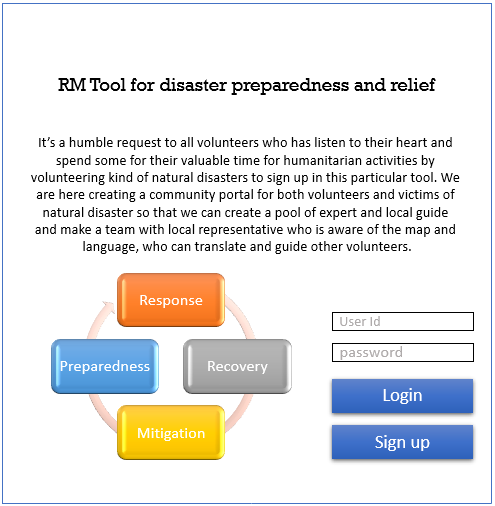 RM Tool for disaster preparedness and relief
It's a humble request to all volunteers who has listen to their heart and
spend some for their valuable time for humanitarian activities by
volunteering kind of natural disasters to sign up in this particular tool. We
are here creating a community portal for both volunteers and victims of
natural disaster so that we can create a pool of expert and local guide
and make a team with local representative who is aware of the map and
language, who can translate and guide other volunteers.
Response
Preparedness
Recovery
Mitigation
User Id
password
Login
Sign up